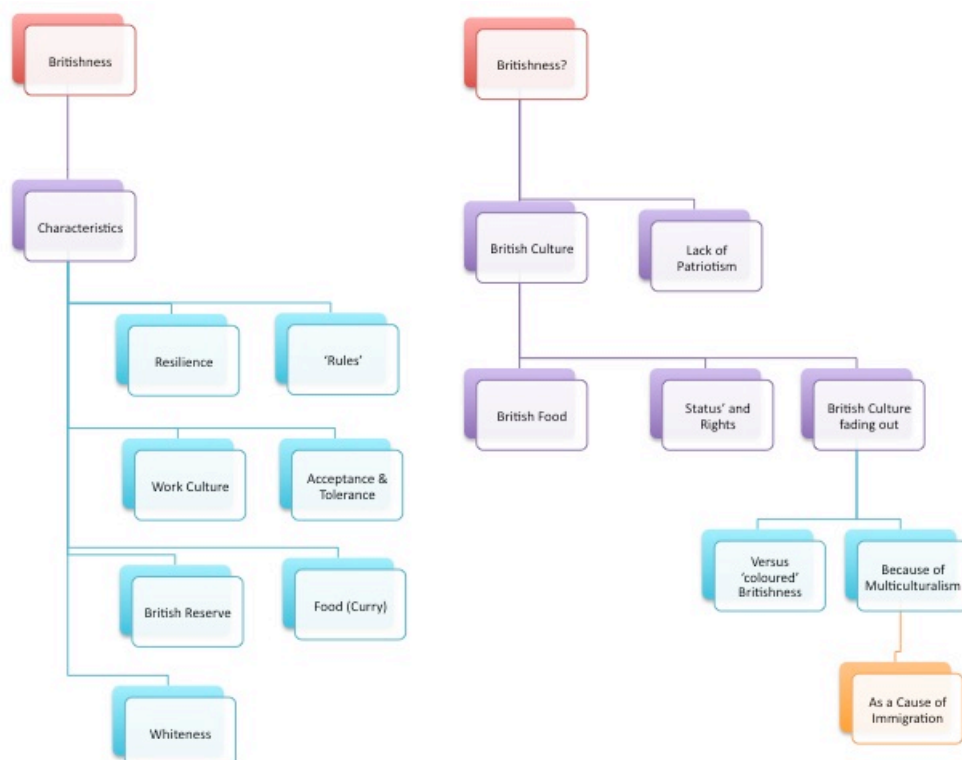 Britishness
Characteristics
Resilience
‘Rules’
Work Culture
Acceptance &
Tolerance
British Reserve
Food (Curry)
Whiteness
Britishness?
British Culture
Lack of
Patriotism
British Food
Status’ and
Rights
British Culture
fading out
Versus
‘coloured’
Britishness
Because of
Multiculturalism
As a Cause of
Immigration